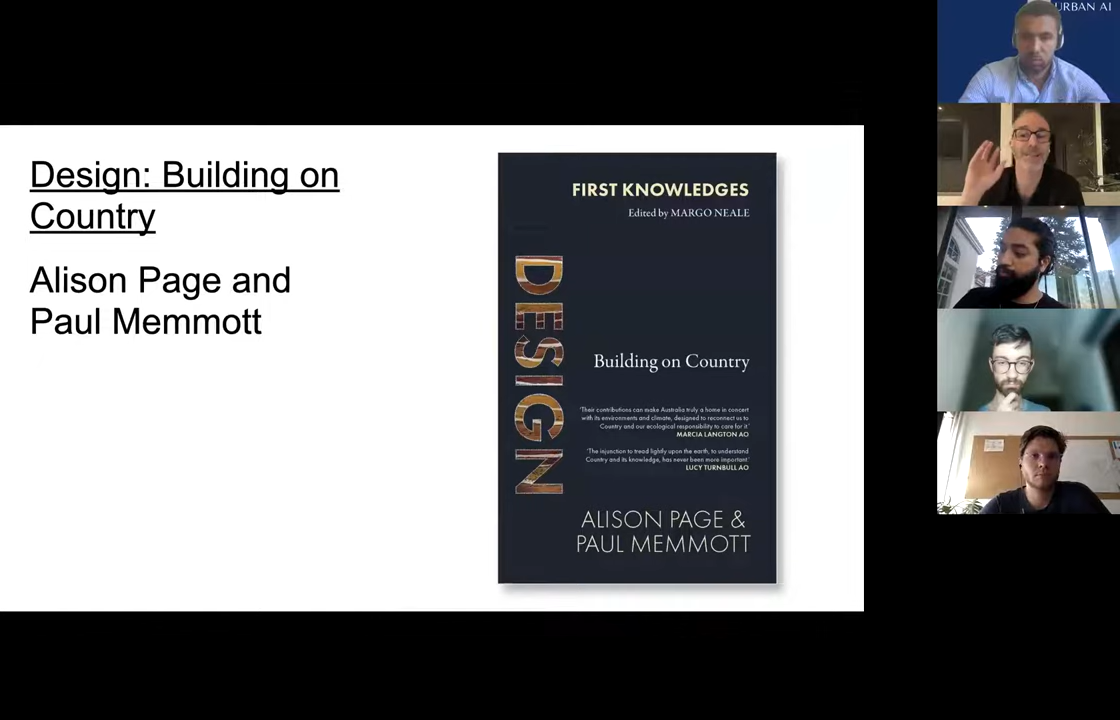 Design: Building on
Country
Alison Page and
Paul Memmott
FIRST KNOWLEDGES
Edited by MARGO NEALE
DESIGN
Building on Country
'Their contributions can make Australia truly a home in concert
with its environments and climate, designed to reconnect us to
Country and our ecological responsibility to care for it'
MARCIA LANGTON AO
'The injunction to tread lightly upon the earth, to understand
Country and its knowledge, has never been more important.'
LUCY TURNBULL AO
ALISON PAGE &
PAUL MEMMOTT
URBAN AI